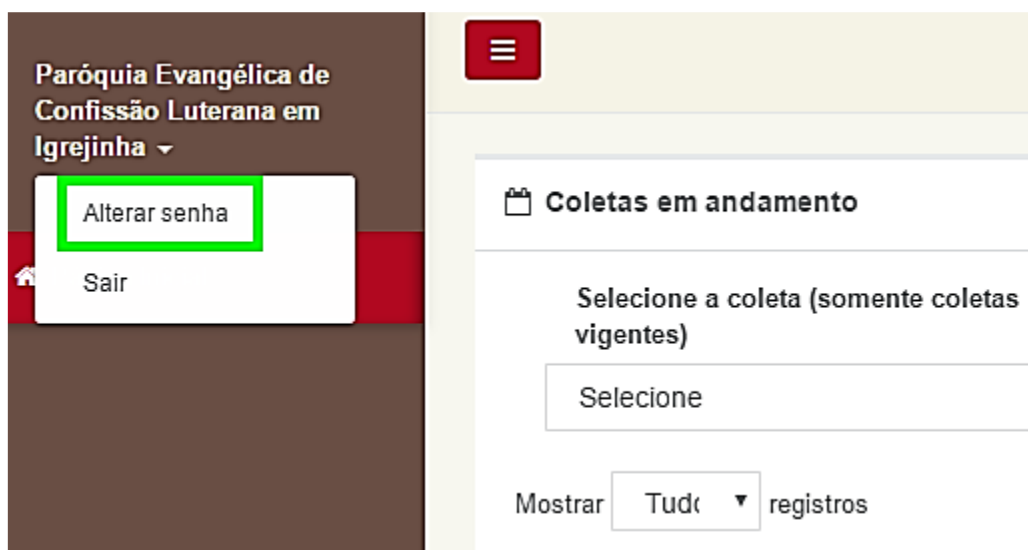 Paróquia Evangélica de
Confissão Luterana em
Igrejinha
Alterar senha
Sair
Coletas em andamento
Selecione a coleta (somente coletas
vigentes)
Selecione
Mostrar
registros